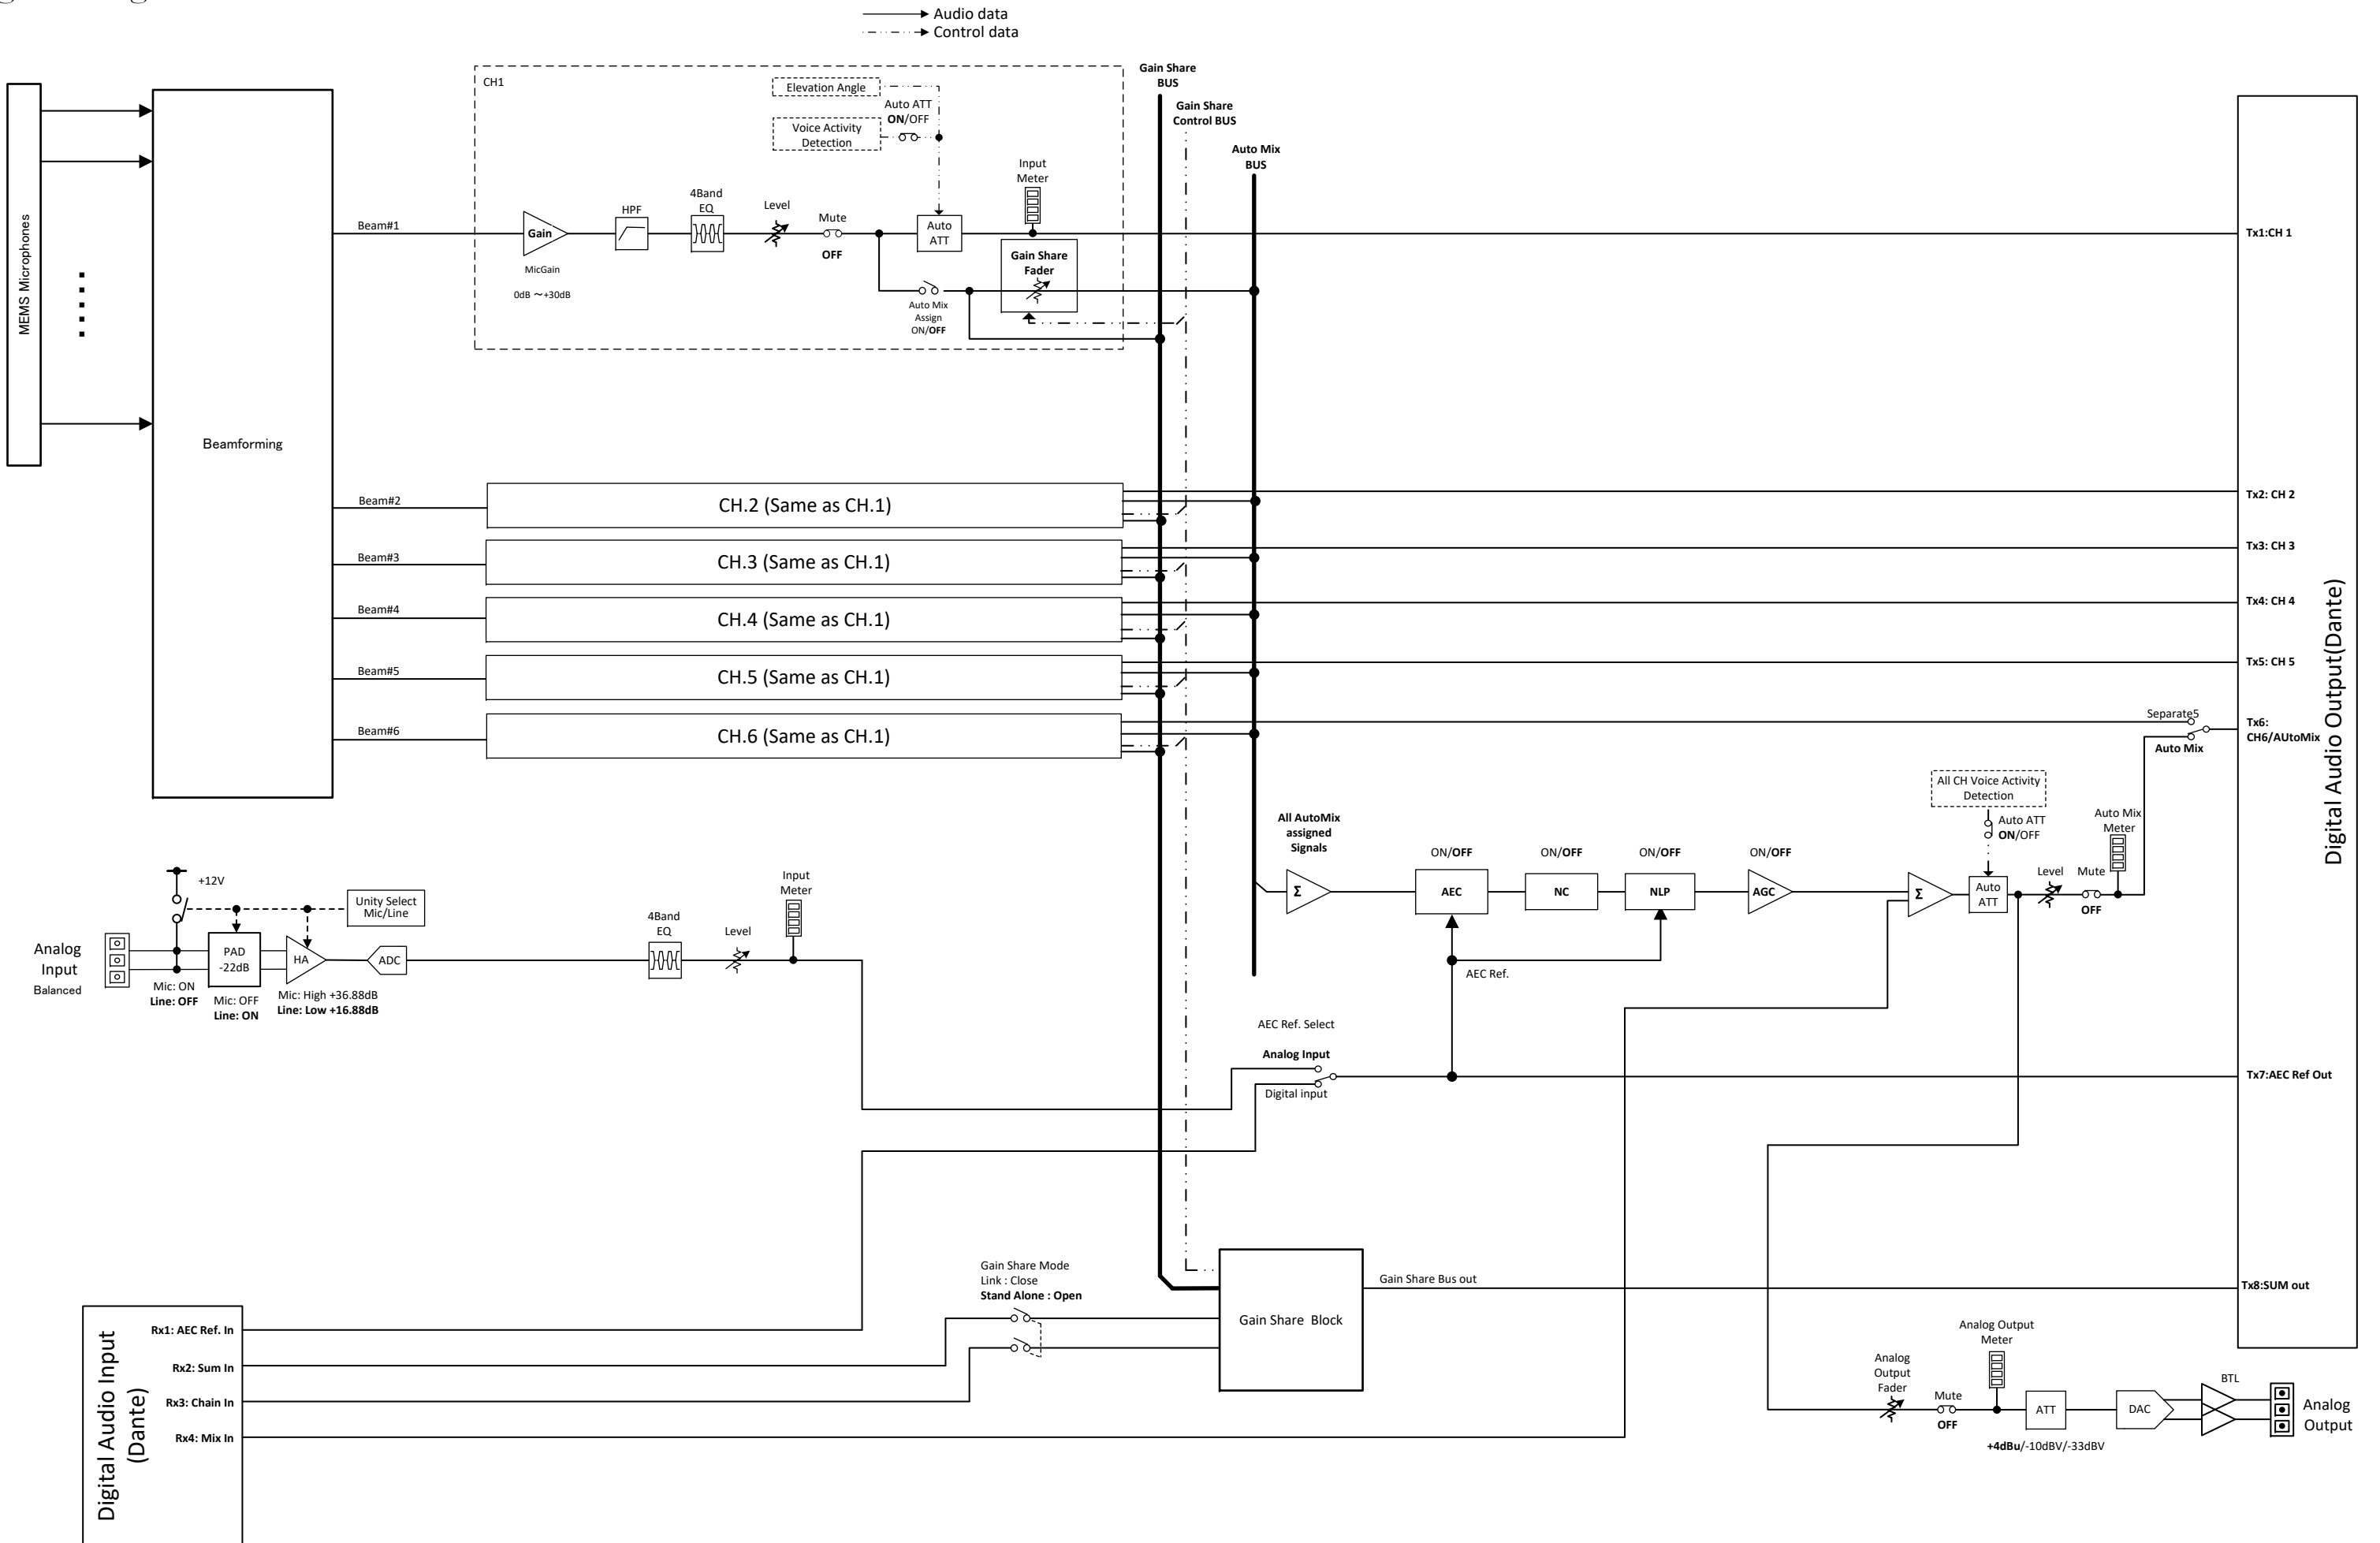 Audio data
Control data
MEMS Microphones
Beamforming
CH1
Elevation Angle
Voice Activity
Detection
Auto ATT
ON/OFF
Input
Meter
Gain Share
BUS
Gain Share
Control BUS
Auto Mix
BUS
Beam#1
Gain
MicGain
0dB ～+30dB
HPF
4Band
EQ
Level
Mute
OFF
Auto
ATT
Gain Share
Fader
Auto Mix
Assign
ON/OFF
Tx1:CH 1
Beam#2
CH.2 (Same as CH.1)
Tx2: CH 2
Beam#3
CH.3 (Same as CH.1)
Tx3: CH 3
Beam#4
CH.4 (Same as CH.1)
Tx4: CH 4
Beam#5
CH.5 (Same as CH.1)
Tx5: CH 5
Beam#6
CH.6 (Same as CH.1)
Separate5
Auto Mix
Tx6:
CH6/AUtoMix
Digital Audio Output(Dante)
All CH Voice Activity
Detection
Auto ATT
ON/OFF
Auto Mix
Meter
All AutoMix
assigned
Signals
Σ
ON/OFF
AEC
ON/OFF
NC
ON/OFF
NLP
ON/OFF
AGC
Σ
Auto
ATT
Level
Mute
OFF
AEC Ref.
+12V
Unity Select
Mic/Line
Analog
Input
Balanced
PAD
-22dB
HA
ADC
Mic: ON
Line: OFF
Mic: OFF
Line: ON
Mic: High +36.88dB
Line: Low +16.88dB
4Band
EQ
Level
Input
Meter
AEC Ref. Select
Analog Input
Digital input
Tx7:AEC Ref Out
Gain Share Mode
Link : Close
Stand Alone : Open
Gain Share Block
Gain Share Bus out
Tx8:SUM out
Digital Audio Input
(Dante)
Rx1: AEC Ref. In
Rx2: Sum In
Rx3: Chain In
Rx4: Mix In
Analog
Output
Fader
Mute
OFF
Analog Output
Meter
ATT
+4dBu/-10dBV/-33dBV
DAC
BTL
Analog
Output